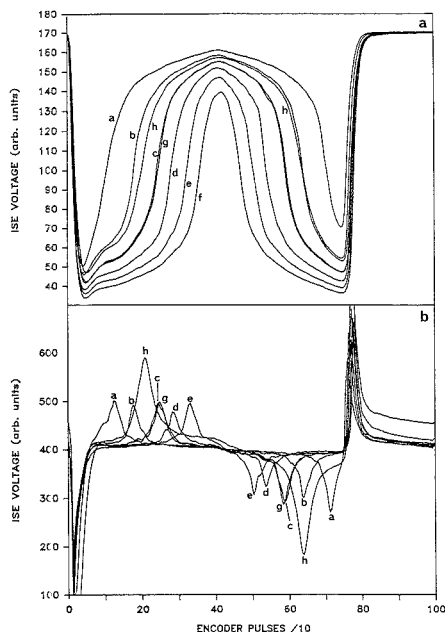 a
170
160
150
140
130
120
110
100
90
80
70
60
50
40
ISE VOLTAGE (arb. units)
a
b
h
c
g
d
e
f
h
b
600
500
400
300
200
100
ISE VOLTAGE (arb. units)
a
b
h
c
g
d
e
e
d
g
c
h
b
a
0
20
40
60
80
100
ENCODER PULSES /10